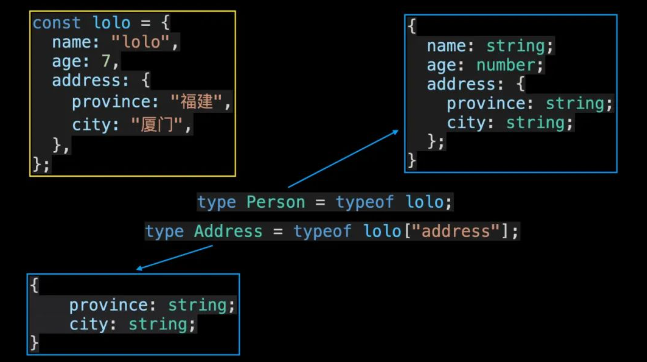 const lolo = {
  name: "lolo",
  age: 7,
  address: {
    province: "福建",
    city: "厦门",
  },
};
{
  name: string;
  age: number;
  address: {
    province: string;
    city: string;
  };
}
type Person = typeof lolo;
type Address = typeof lolo["address"];
{
    province: string;
    city: string;
}